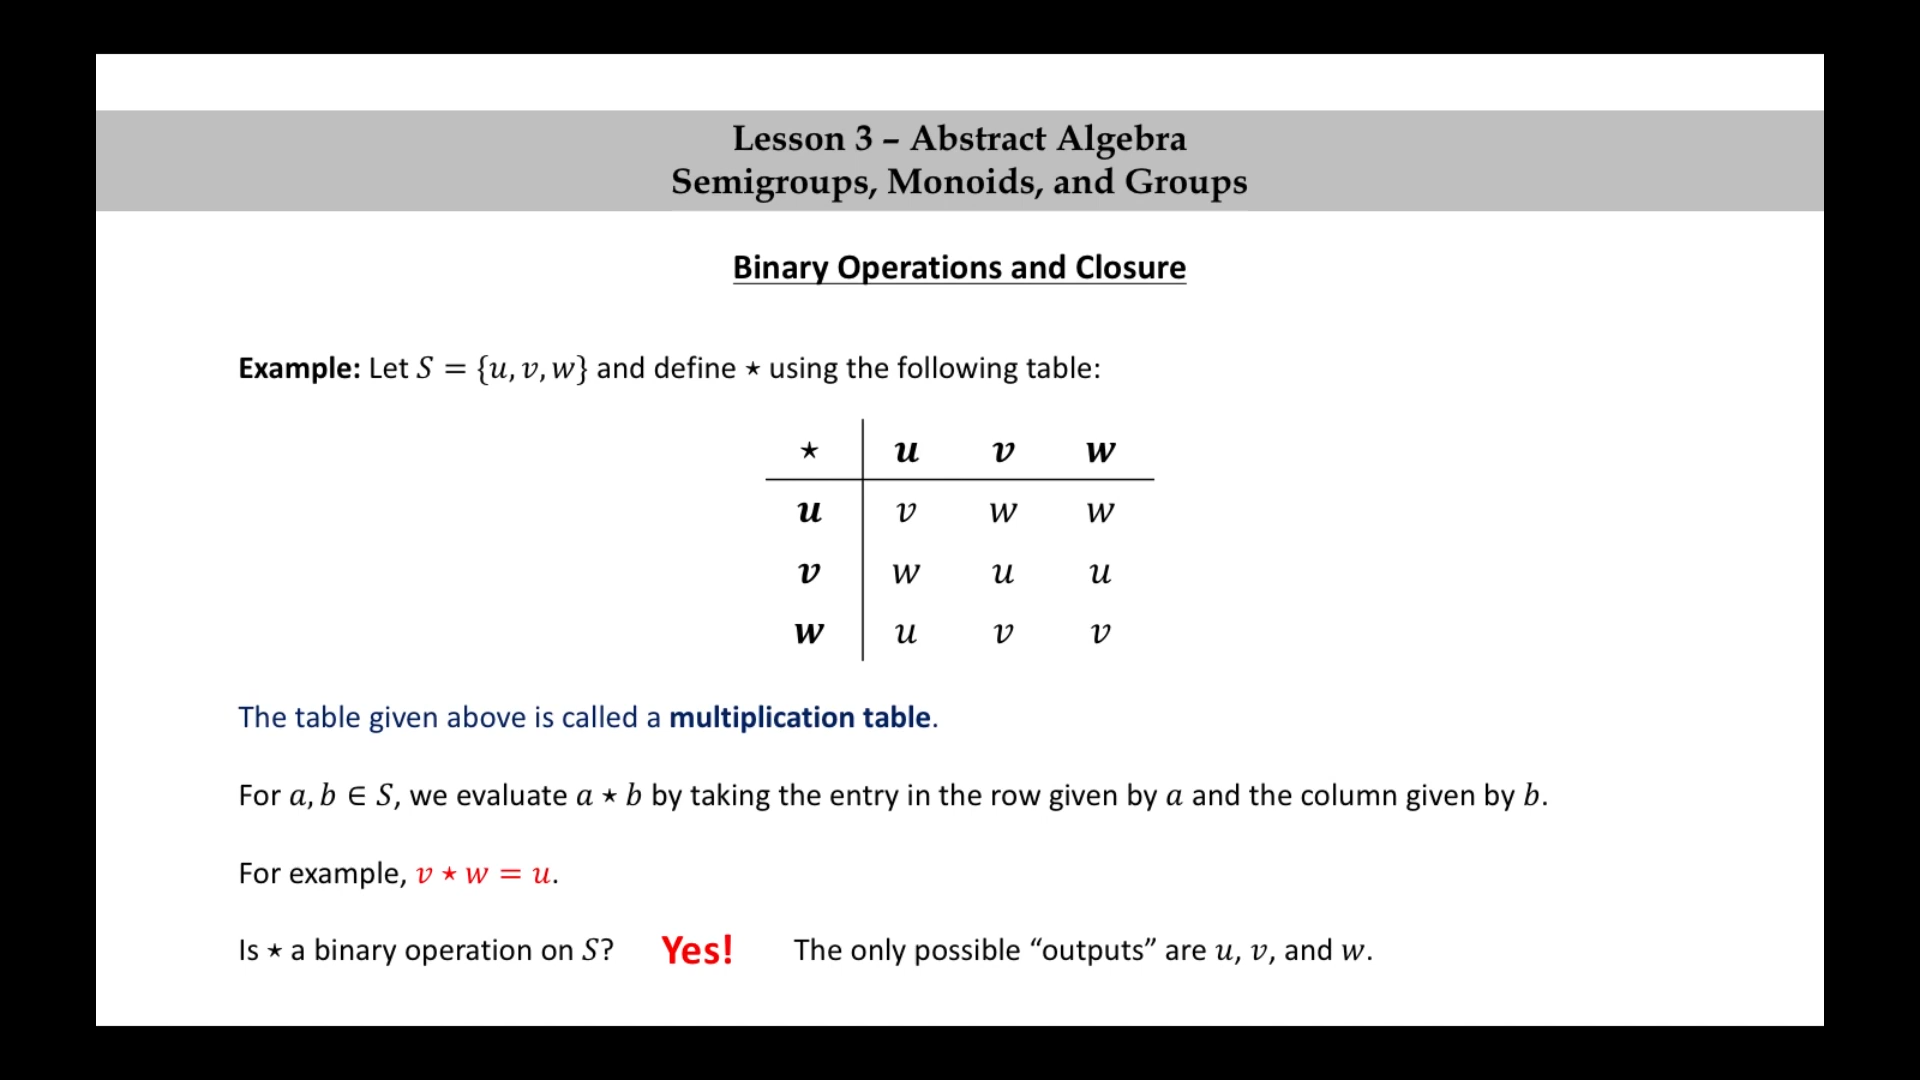 Lesson 3 – Abstract Algebra
Semigroups, Monoids, and Groups
Binary Operations and Closure
Example: Let S = {u, v, w} and define ⋆ using the following table:
⋆ u v w
u v w w
v w u u
w u v v
The table given above is called a multiplication table.
For a, b ∈ S, we evaluate a ⋆ b by taking the entry in the row given by a and the column given by b.
For example, v ⋆ w = u.
Is ⋆ a binary operation on S? Yes! The only possible “outputs” are u, v, and w.